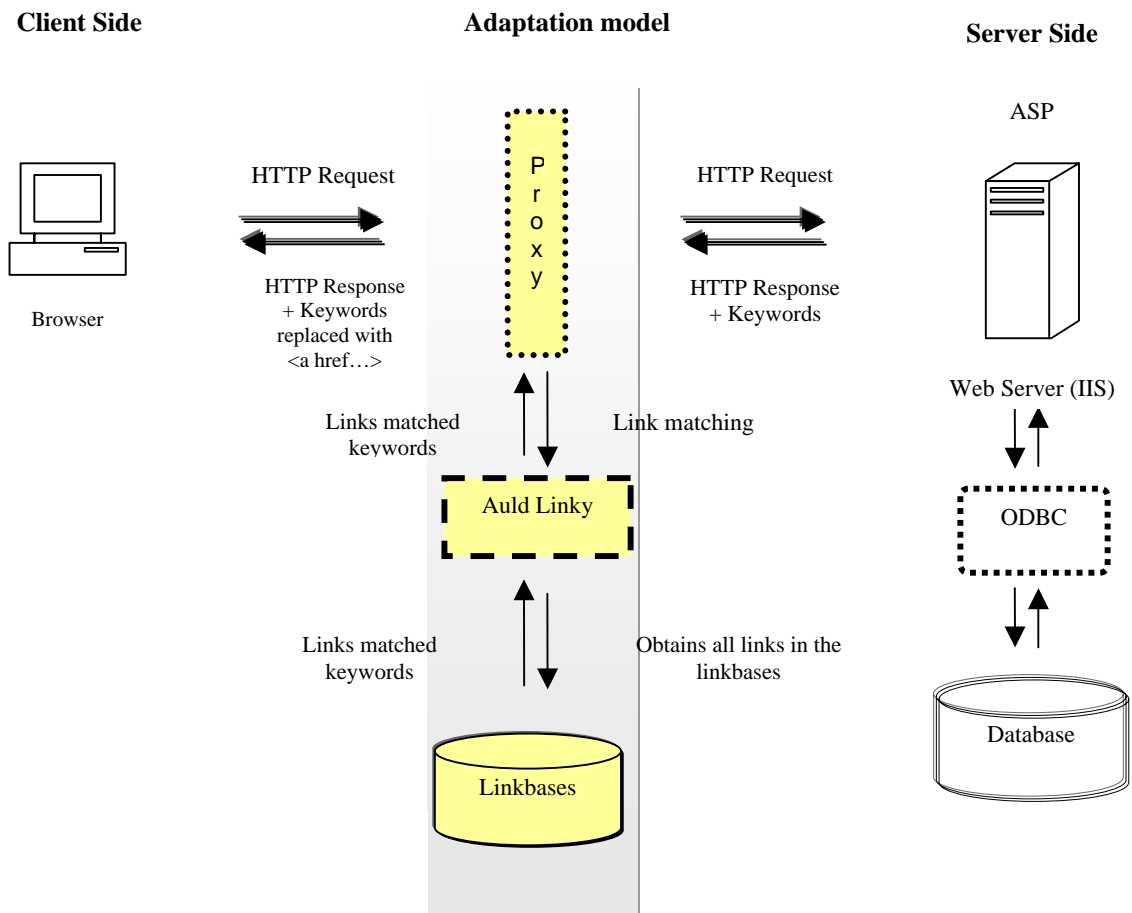 Client Side
Adaptation model
Server Side
ASP
HTTP Request
P
r
o
x
y
HTTP Request
HTTP Response
+ Keywords
replaced with
<a href…>
HTTP Response
+ Keywords
Browser
Web Server (IIS)
Links matched
keywords
Link matching
Auld Linky
ODBC
Links matched
keywords
Obtains all links in the
linkbases
Database
Linkbases